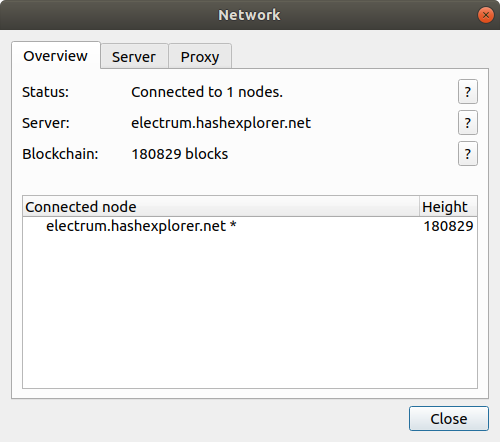 Network
Overview Server Proxy
Status: Connected to 1 nodes. ?
Server: electrum.hashexplorer.net ?
Blockchain: 180829 blocks ?
Connected node Height
electrum.hashexplorer.net * 180829
Close